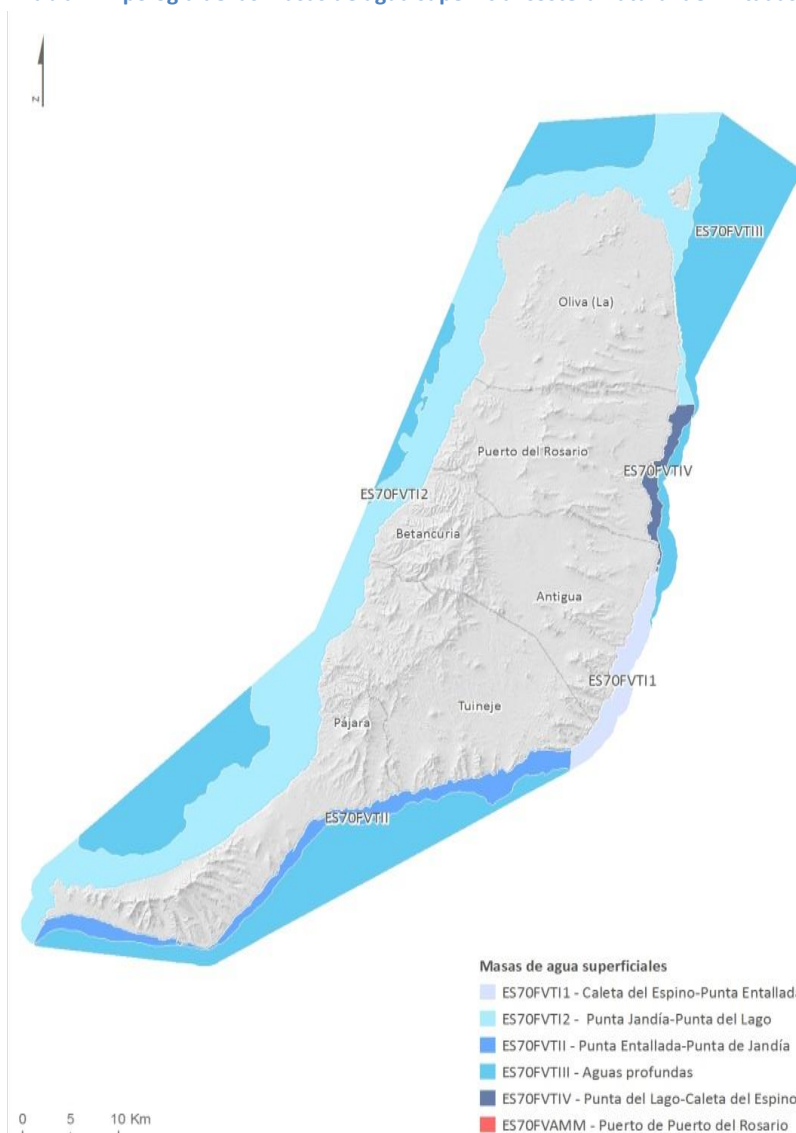 N
ES70FVTIII
Oliva (La)
Puerto del Rosario
ES70FVTIV
ES70FVTI2
Betancuria
Antigua
ES70FVTI1
Tuineje
Pájara
ES70FVTII
Masas de agua superficiales
ES70FVTI1 - Caleta del Espino-Punta Entallada
ES70FVTI2 - Punta Jandía-Punta del Lago
ES70FVTII - Punta Entallada-Punta de Jandía
ES70FVTIII - Aguas profundas
ES70FVTIV - Punta del Lago-Caleta del Espino
ES70FVAMM - Puerto de Puerto del Rosario
0 5 10 Km